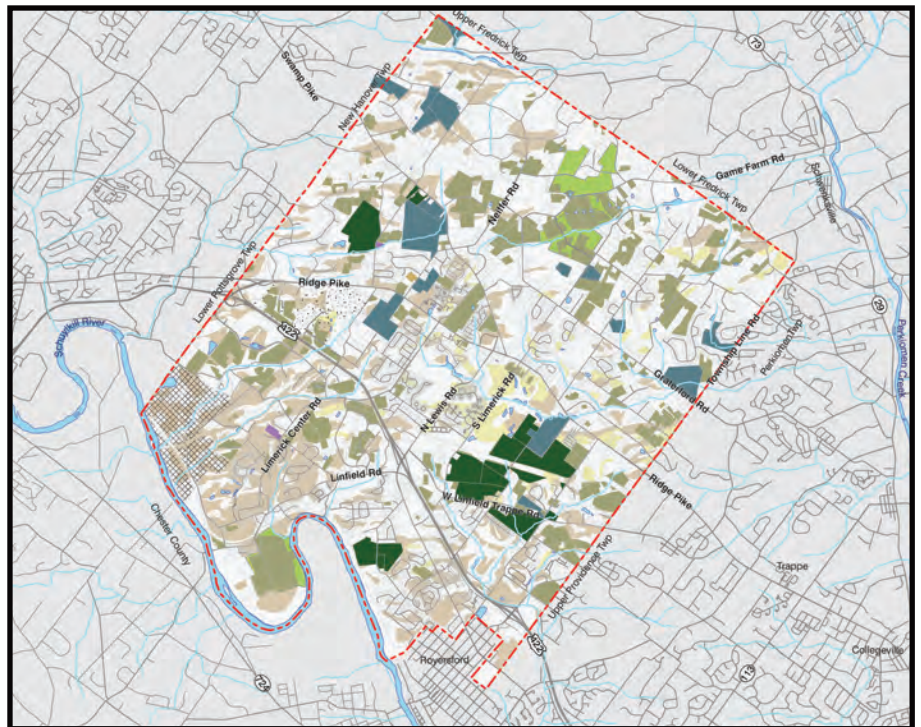 Upper Fredrick Twp
73
Swamp Pike
New Hanover Twp
Lower Fredrick Twp
Game Farm Rd
Schwenksville
Neiffer Rd
Lower Pottsgrove Twp
Ridge Pike
29
Schuylkill River
422
Township Line Rd
Perkiomen Twp
Perkiomen Creek
Graterford Rd
N Lewis Rd
S Limerick Rd
Limerick Center Rd
Linfield Rd
Ridge Pike
W Linfield Trappe Rd
Chester County
Upper Providence Twp
Trappe
422
Royersford
Collegeville
724
113